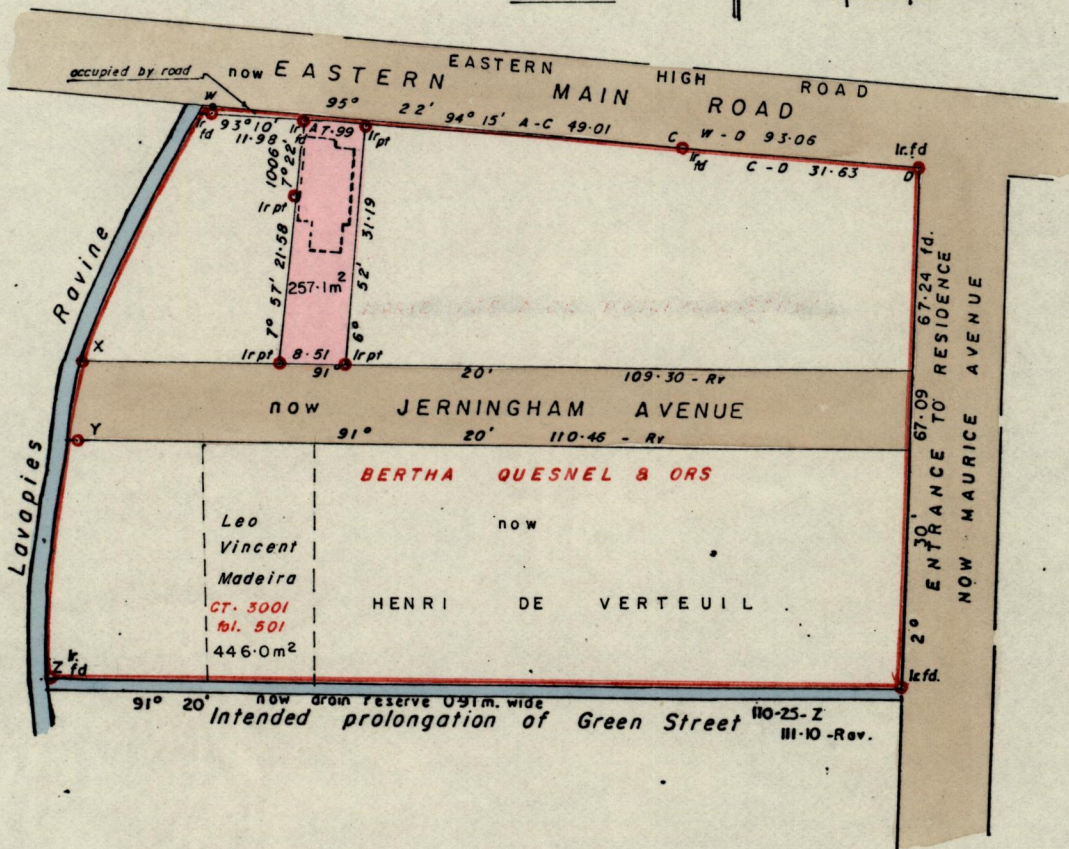 EASTERN HIGH ROAD
now EASTERN MAIN ROAD
occupied by road
W
95° 22'
W-D 93.06
93° 10'
11.98
Ir fd
Ir fd
A 7.99
Ir pt
94° 15' A-C 49.01
C
Ir fd
C-D 31.63
Ir. fd
D
10.06
7° 22'
Ir pt
7° 57' 21.58
6° 52' 31.19
257.1m²
Ir pt
8.51
Ir pt
Ravine
X
91° 20' 109.30 - Rv
now JERNINGHAM AVENUE
Y
91° 20' 110.46 - Rv
Lavapies
BERTHA QUESNEL & ORS
now
HENRI DE VERTEUIL
Leo
Vincent
Madeira
CT. 3001
fol. 501
446.0m²
2° 30' 67.09 67.24 fd.
ENTRANCE TO RESIDENCE
NOW MAURICE AVENUE
Z
Ir. fd
Ir. fd.
91° 20'
now drain reserve 0.91m. wide
Intended prolongation of Green Street
110-25-Z
111.10-Rav.